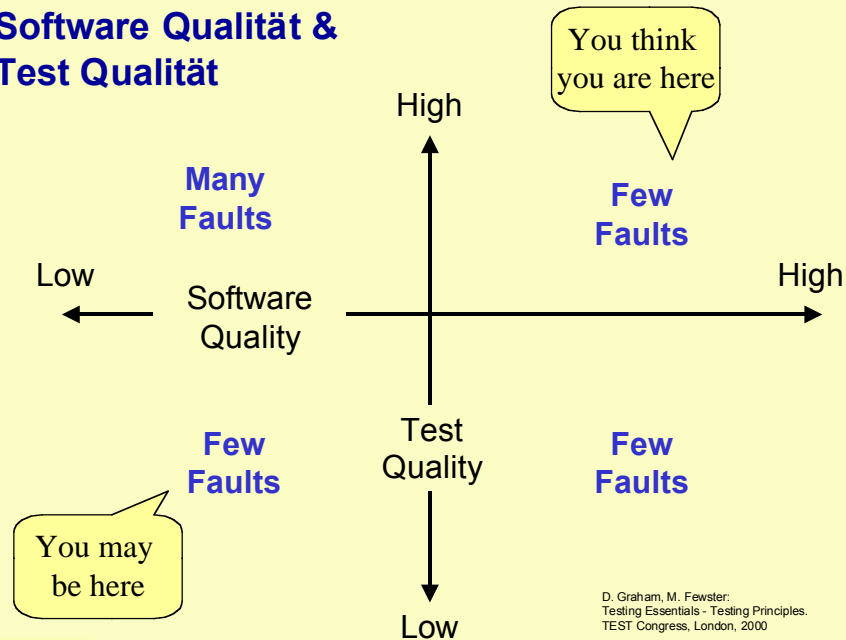 Software Qualität &
Test Qualität
You think
you are here
High
Many
Faults
Few
Faults
Low
High
Software
Quality
Few
Faults
Test
Quality
Few
Faults
You may
be here
Low
D. Graham, M. Fewster:
Testing Essentials - Testing Principles.
TEST Congress, London, 2000